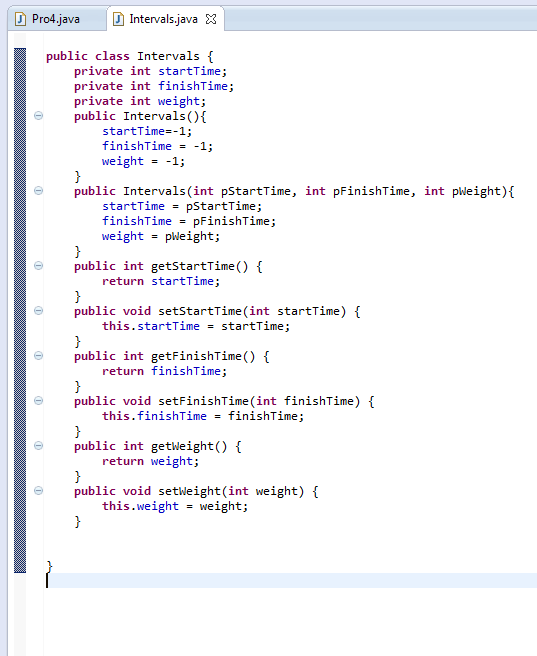 Pro4.java Intervals.java
public class Intervals {
    private int startTime;
    private int finishTime;
    private int weight;
    public Intervals(){
        startTime=-1;
        finishTime = -1;
        weight = -1;
    }
    public Intervals(int pStartTime, int pFinishTime, int pWeight){
        startTime = pStartTime;
        finishTime = pFinishTime;
        weight = pWeight;
    }
    public int getStartTime() {
        return startTime;
    }
    public void setStartTime(int startTime) {
        this.startTime = startTime;
    }
    public int getFinishTime() {
        return finishTime;
    }
    public void setFinishTime(int finishTime) {
        this.finishTime = finishTime;
    }
    public int getWeight() {
        return weight;
    }
    public void setWeight(int weight) {
        this.weight = weight;
    }
}